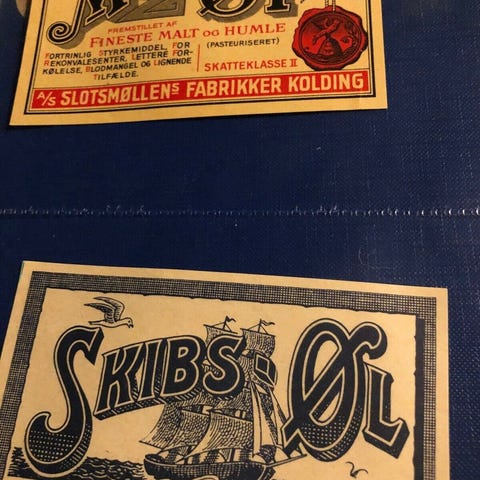 FREMSTILLET AF
FINESTE MALT OG HUMLE
(PASTEURISERET)
FORTRINLIG STYRKEMIDDEL, FOR
REKONVALESENTER, LETTERE FOR-
KØLELSE, BLODMANGEL OG LIGNENDE
TILFÆLDE.
SKATTEKLASSE II
A/S SLOTSMØLLENS FABRIKKER KOLDING
SKIBS ØL